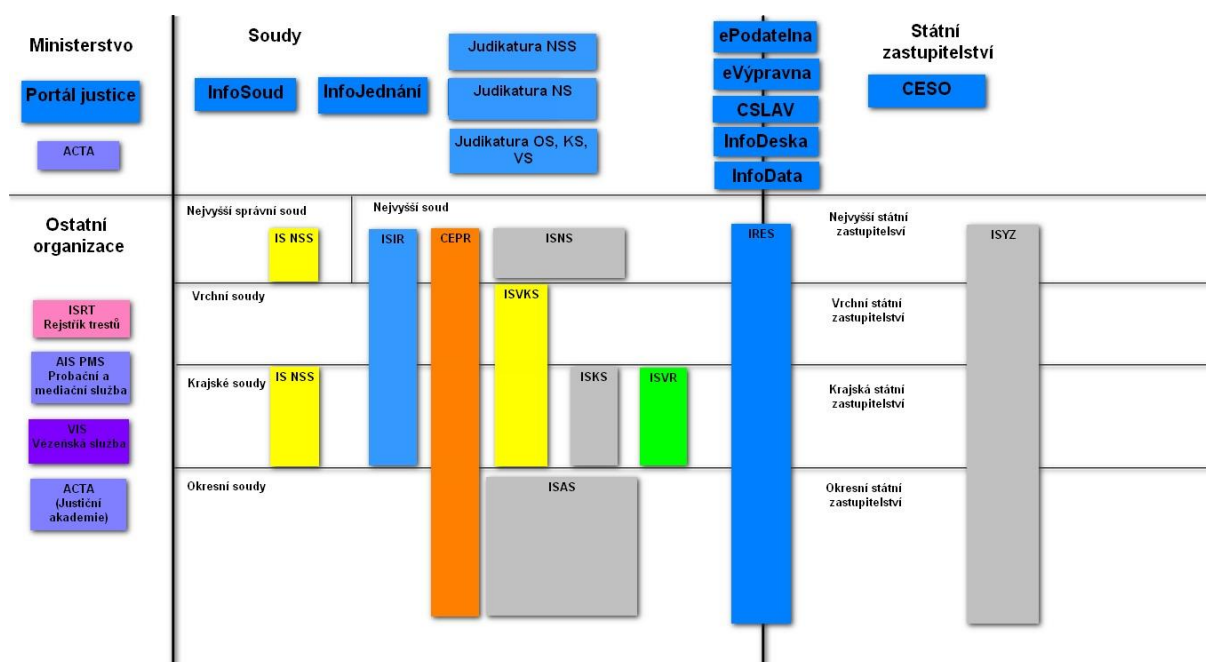 Ministerstvo
Portál justice
ACTA
Soudy
InfoSoud
InfoJednání
Judikatura NSS
Judikatura NS
Judikatura OS, KS,
VS
ePodatelna
eVýpravna
CSLAV
InfoDeska
InfoData
Státní
zastupitelství
CESO
Ostatní
organizace
ISRT
Rejstřík trestů
AIS PMS
Probační a
mediační služba
VIS
Vězeňská služba
ACTA
(Justiční
akademie)
Nejvyšší správní soud
IS NSS
Nejvyšší soud
ISIR
CEPR
ISNS
IRES
Nejvyšší státní
zastupitelsví
ISYZ
Vrchní soudy
ISVKS
Vrchní státní
zastupitelství
Krajské soudy
IS NSS
ISKS
ISVR
Krajská státní
zastupitelství
Okresní soudy
ISAS
Okresní státní
zastupitelství